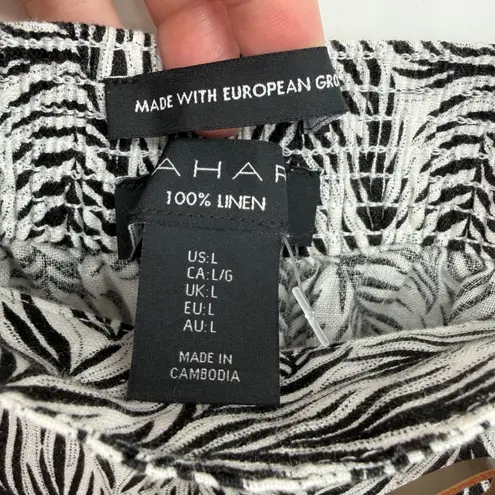 MADE WITH EUROPEAN GRO
AHAR
100% LINEN
US:L
CA:L/G
UK:L
EU:L
AU:L
MADE IN
CAMBODIA